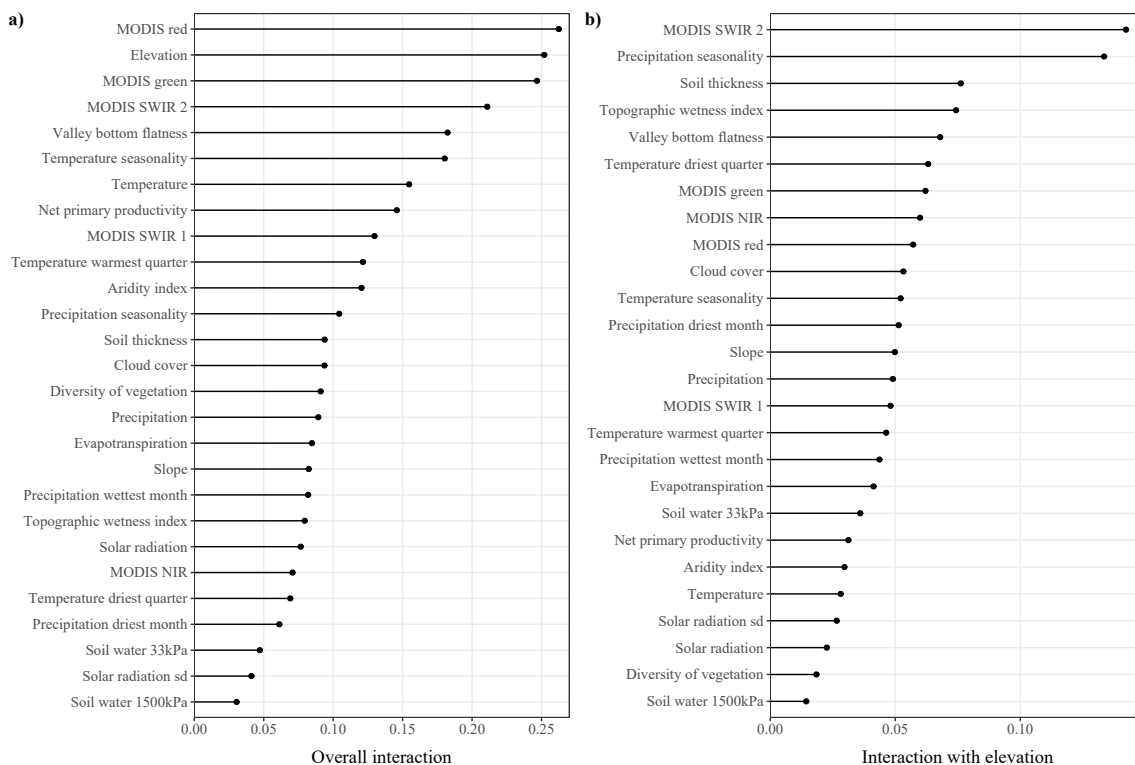 a)
MODIS red
Elevation
MODIS green
MODIS SWIR 2
Valley bottom flatness
Temperature seasonality
Temperature
Net primary productivity
MODIS SWIR 1
Temperature warmest quarter
Aridity index
Precipitation seasonality
Soil thickness
Cloud cover
Diversity of vegetation
Precipitation
Evapotranspiration
Slope
Precipitation wettest month
Topographic wetness index
Solar radiation
MODIS NIR
Temperature driest quarter
Precipitation driest month
Soil water 33kPa
Solar radiation sd
Soil water 1500kPa
0.00 0.05 0.10 0.15 0.20 0.25
Overall interaction
b)
MODIS SWIR 2
Precipitation seasonality
Soil thickness
Topographic wetness index
Valley bottom flatness
Temperature driest quarter
MODIS green
MODIS NIR
MODIS red
Cloud cover
Temperature seasonality
Precipitation driest month
Slope
Precipitation
MODIS SWIR 1
Temperature warmest quarter
Precipitation wettest month
Evapotranspiration
Soil water 33kPa
Net primary productivity
Aridity index
Temperature
Solar radiation sd
Solar radiation
Diversity of vegetation
Soil water 1500kPa
0.00 0.05 0.10
Interaction with elevation